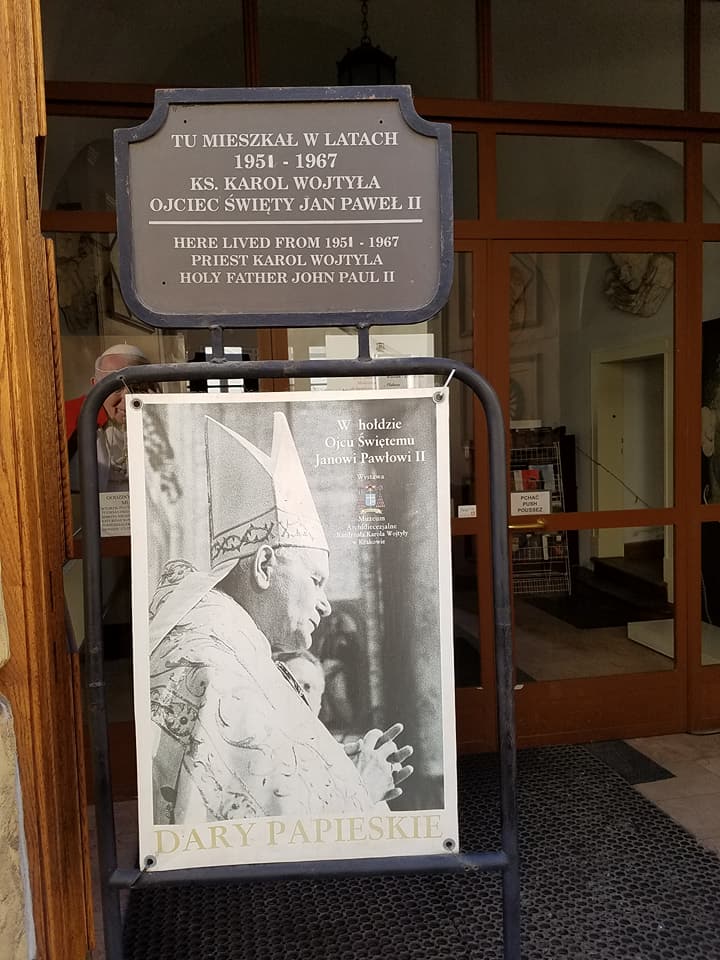 TU MIESZKAŁ W LATACH
1951 - 1967
KS. KAROL WOJTYŁA
OJCIEC ŚWIĘTY JAN PAWEŁ II
HERE LIVED FROM 1951 - 1967
PRIEST KAROL WOJTYLA
HOLY FATHER JOHN PAUL II
W hołdzie
Ojcu Świętemu
Janowi Pawłowi II
Wystawa
Muzeum
Archidiecezjalne
Kardynała Karola Wojtyły
w Krakowie
DARY PAPIESKIE
PCHAĆ
PUSH
POUSSEZ